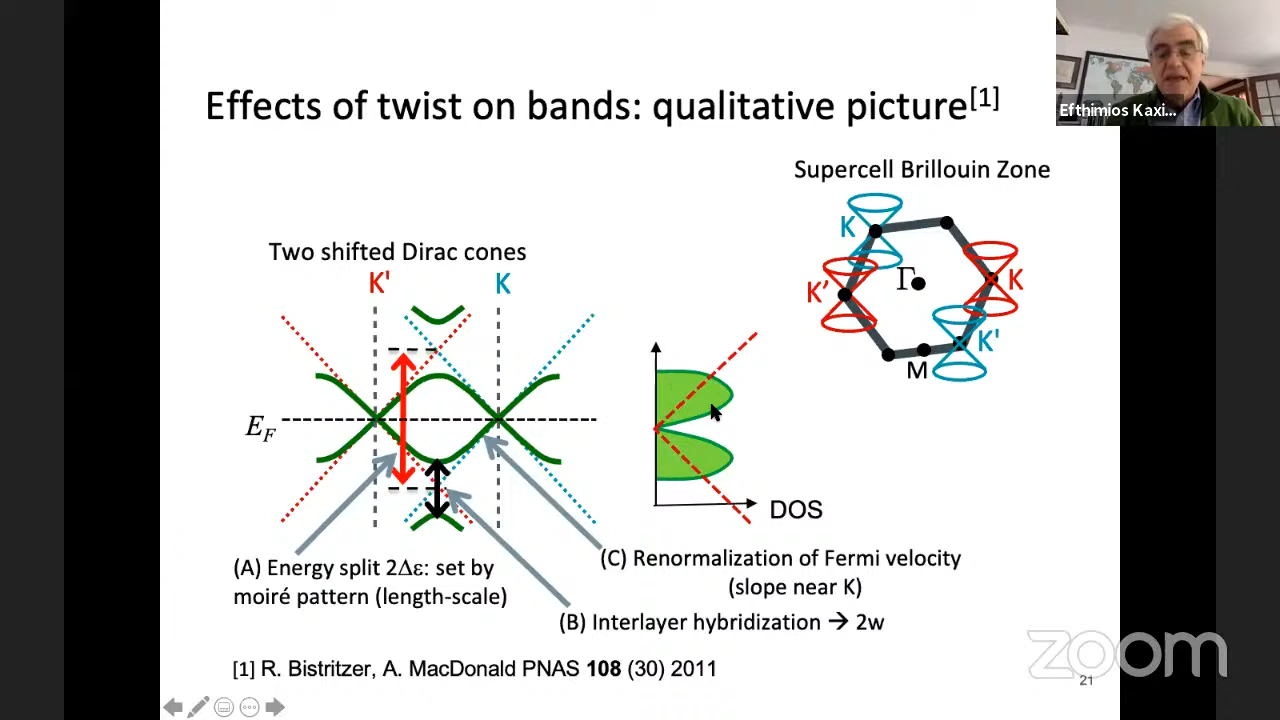 Effects of twist on bands: qualitative picture[1]
Efthimios Kaxi...
Supercell Brillouin Zone
K
Γ
K'
K
K'
M
Two shifted Dirac cones
K'
K
E_F
DOS
(A) Energy split 2Δε: set by
moiré pattern (length-scale)
(C) Renormalization of Fermi velocity
(slope near K)
(B) Interlayer hybridization → 2w
[1] R. Bistritzer, A. MacDonald PNAS 108 (30) 2011
zoom
21